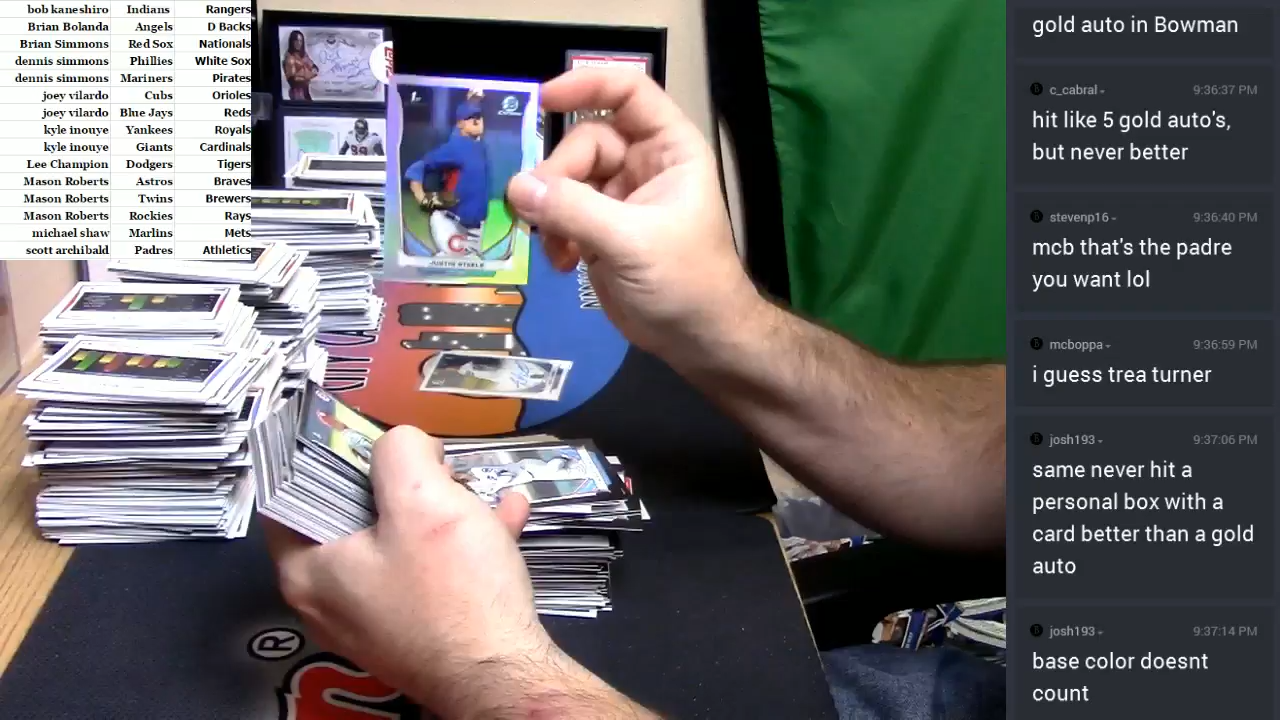 bob kaneshiro Indians Rangers
Brian Bolanda Angels D Backs
Brian Simmons Red Sox Nationals
dennis simmons Phillies White Sox
dennis simmons Mariners Pirates
joey vilardo Cubs Orioles
joey vilardo Blue Jays Reds
kyle inouye Yankees Royals
kyle inouye Giants Cardinals
Lee Champion Dodgers Tigers
Mason Roberts Astros Braves
Mason Roberts Twins Brewers
Mason Roberts Rockies Rays
michael shaw Marlins Mets
scott archibald Padres Athletics
1st
JUSTIN STEELE
®
gold auto in Bowman
c_cabral 9:36:37 PM
hit like 5 gold auto's,
but never better
stevenp16 9:36:40 PM
mcb that's the padre
you want lol
mcboppa 9:36:59 PM
i guess trea turner
josh193 9:37:06 PM
same never hit a
personal box with a
card better than a gold
auto
josh193 9:37:14 PM
base color doesnt
count